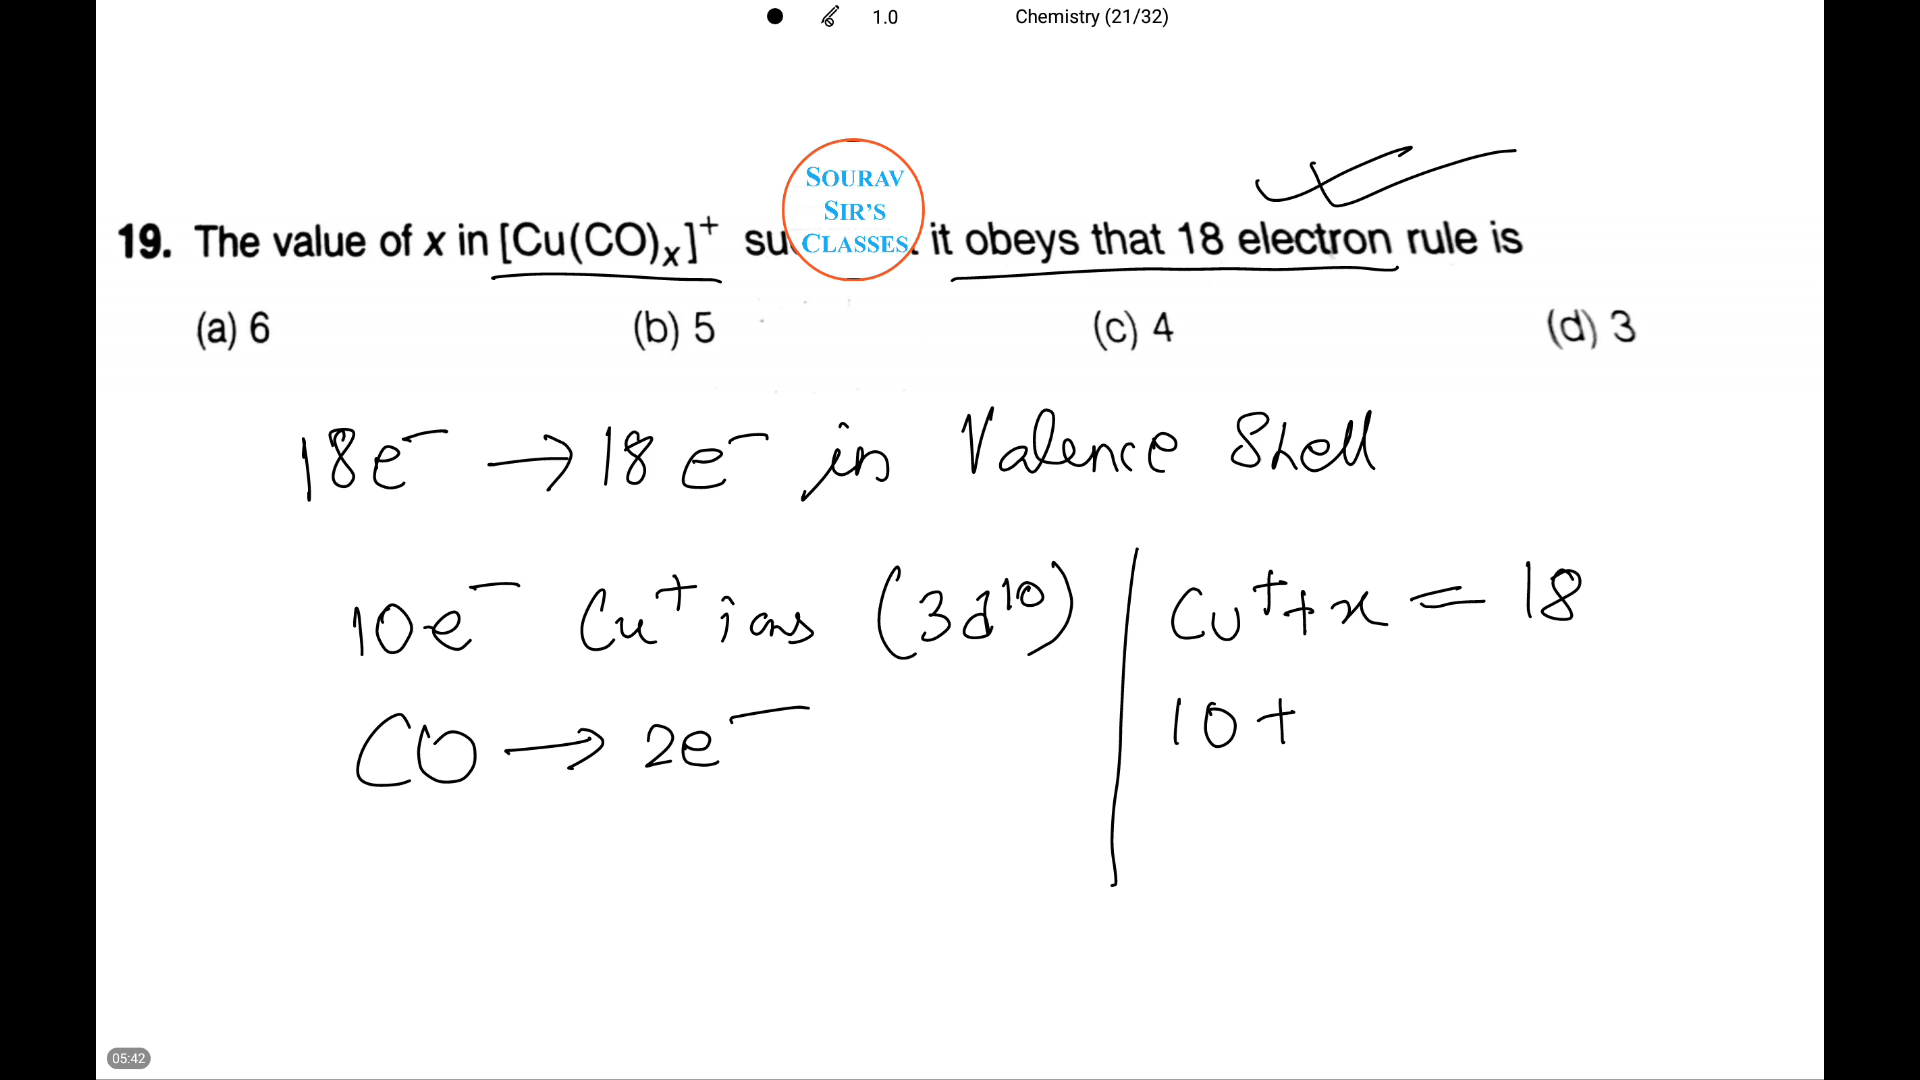 1.0 Chemistry (21/32)
SOURAV
SIR'S
CLASSES
19. The value of x in [Cu(CO)ₓ]⁺ su it obeys that 18 electron rule is
(a) 6 (b) 5 (c) 4 (d) 3
18e⁻ → 18 e⁻ in Valence Shell
10e⁻ Cu⁺ ions (3d¹⁰) Cu⁺ + x = 18
CO → 2e⁻ 10 +
05:42